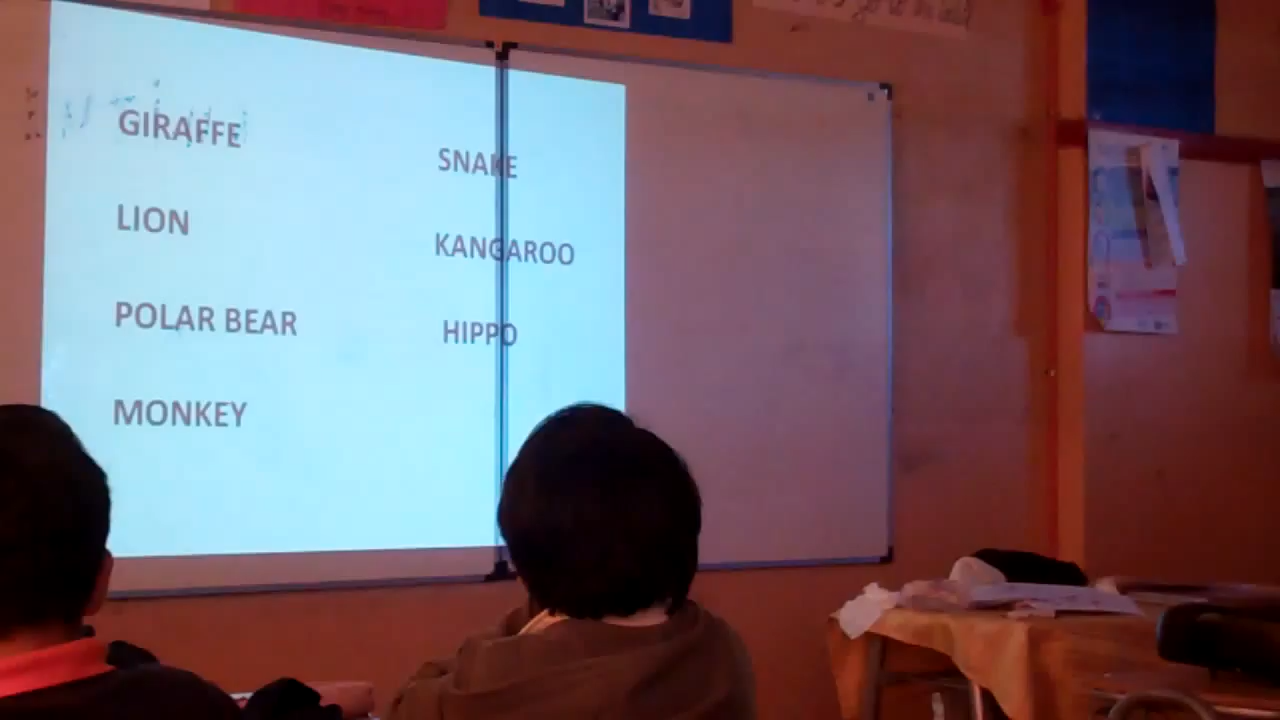 GIRAFFE
LION
POLAR BEAR
MONKEY
SNAKE
KANGAROO
HIPPO